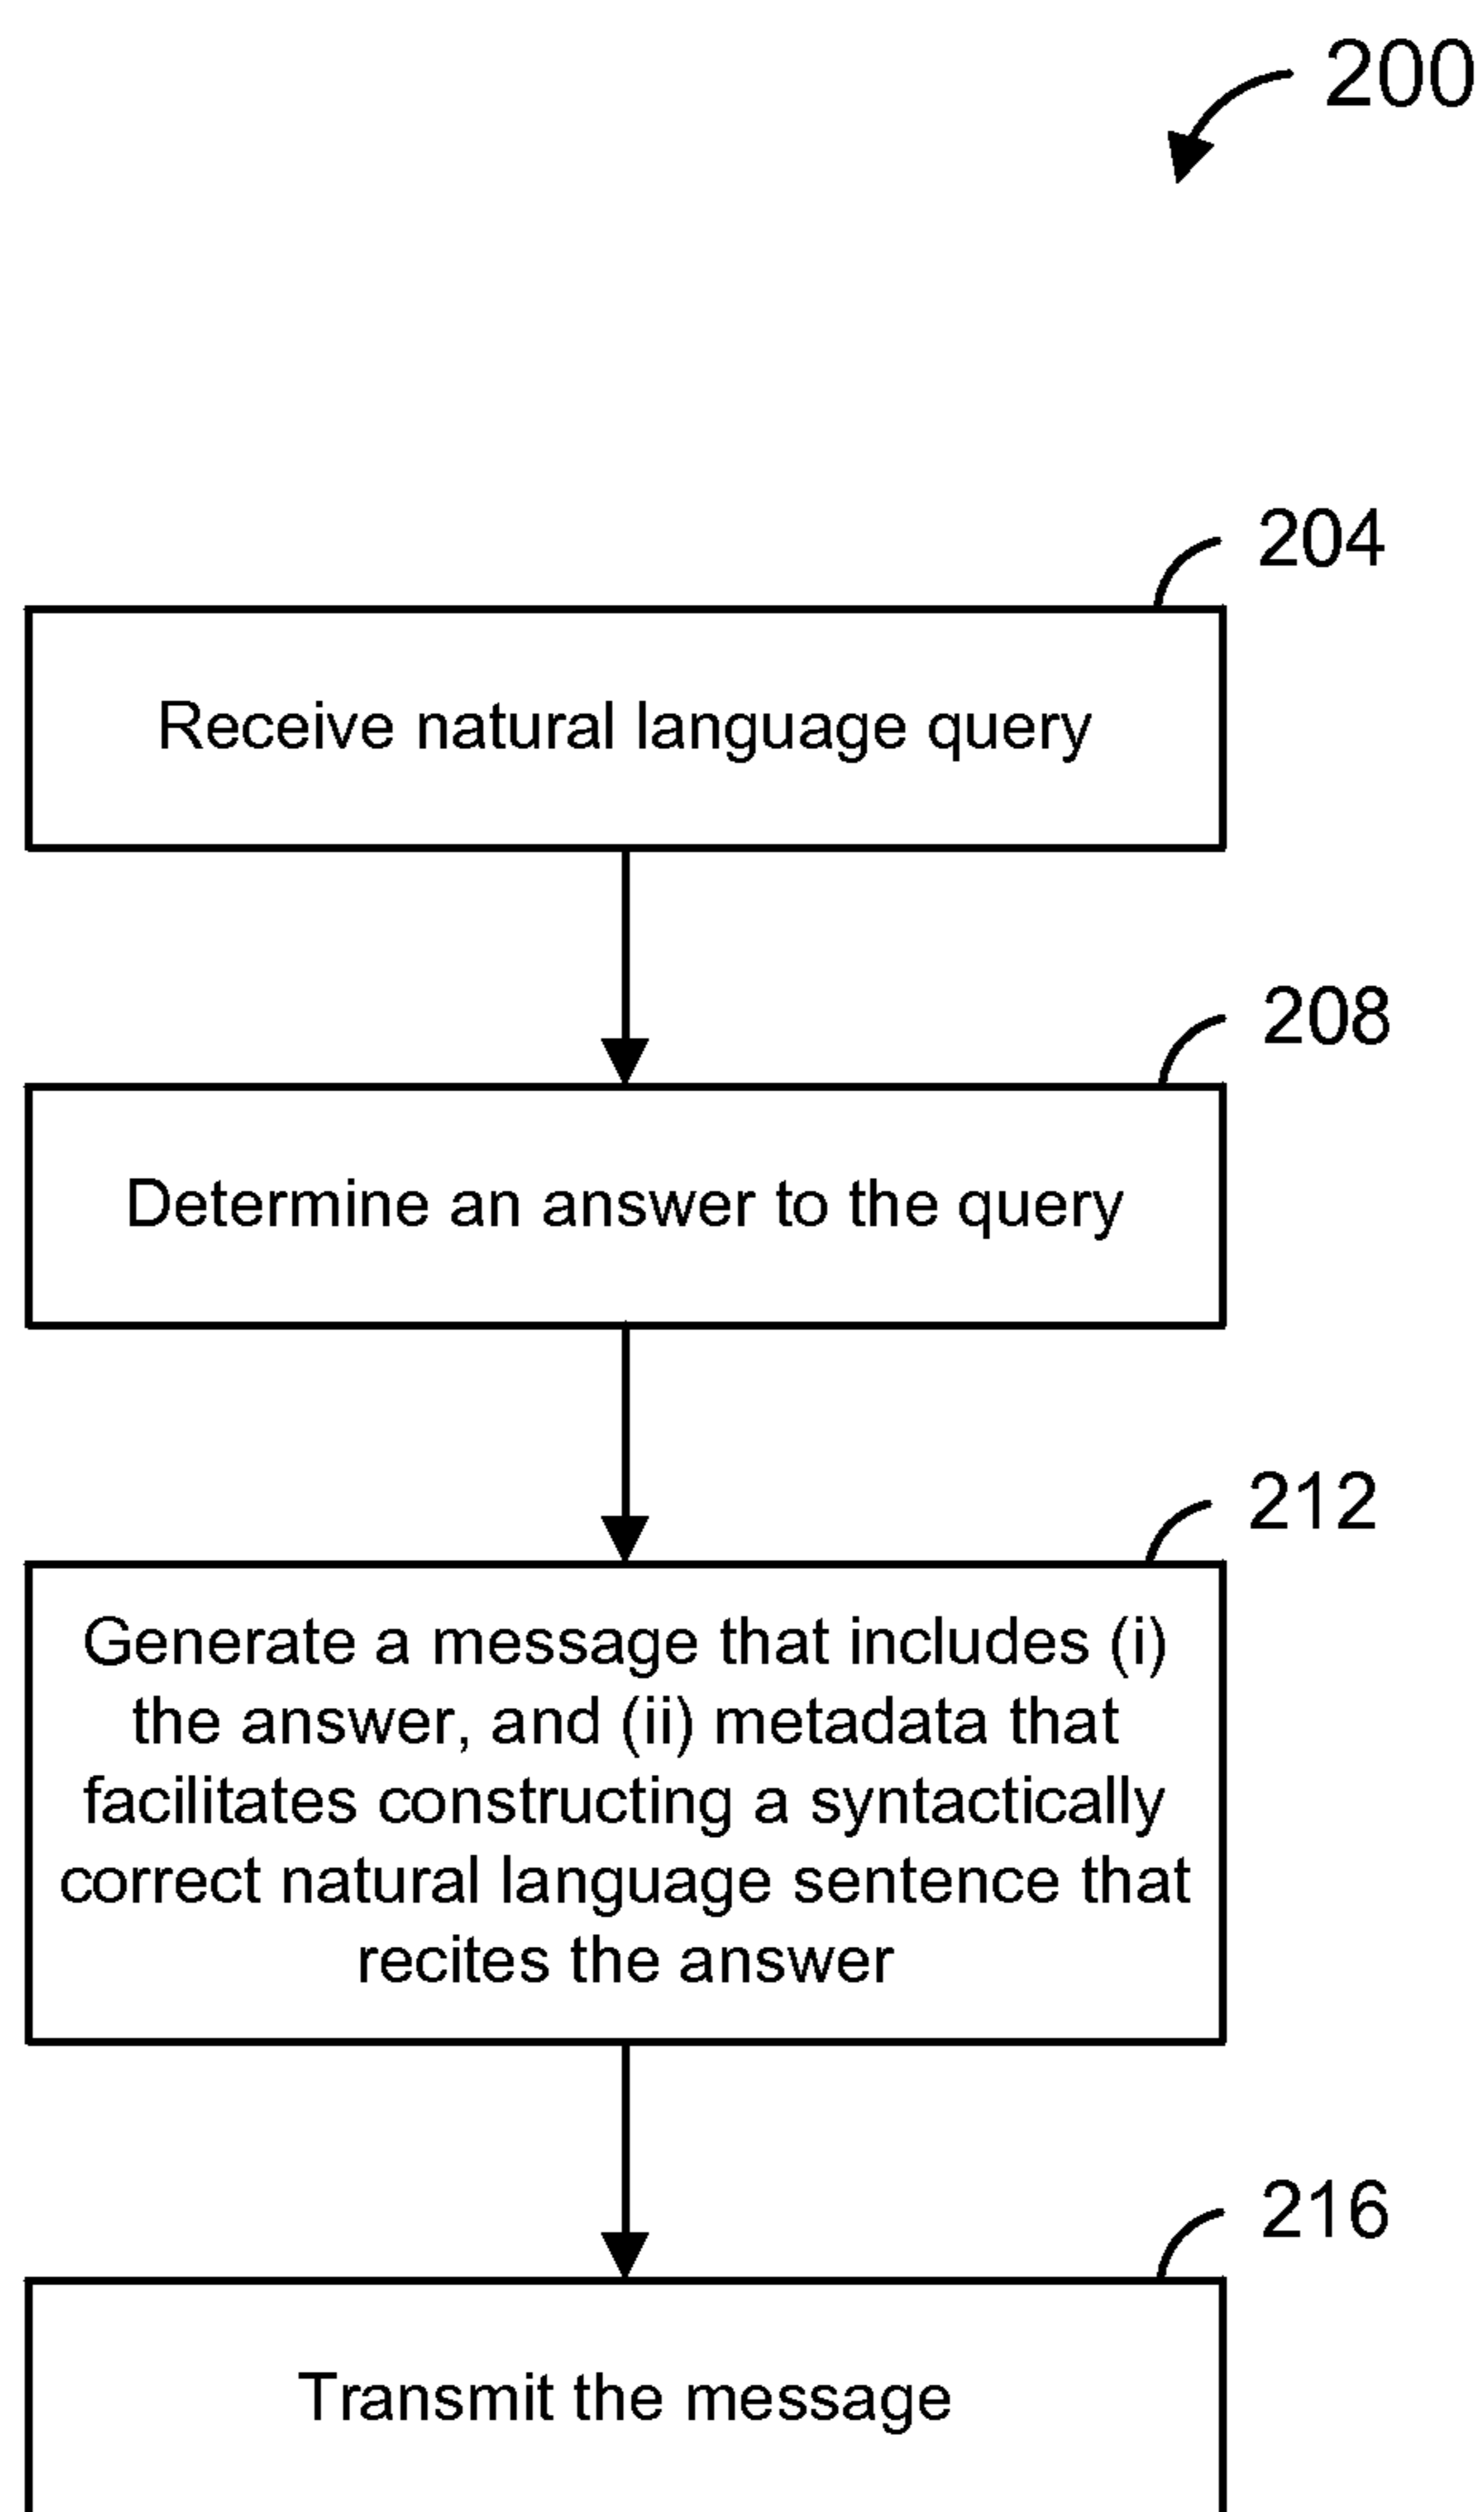 200
204
Receive natural language query
208
Determine an answer to the query
212
Generate a message that includes (i)
the answer, and (ii) metadata that
facilitates constructing a syntactically
correct natural language sentence that
recites the answer
216
Transmit the message